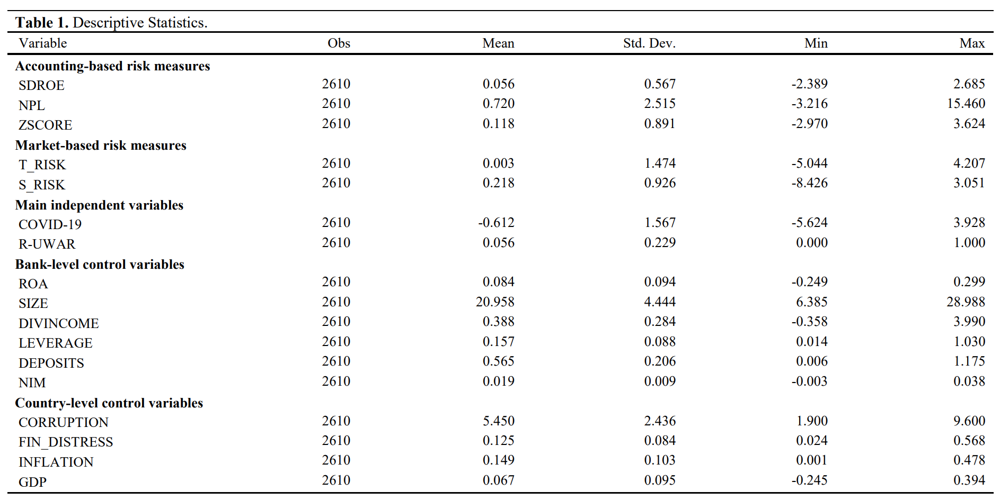 Table 1. Descriptive Statistics.
Variable Obs Mean Std. Dev. Min Max
Accounting-based risk measures
SDROE 2610 0.056 0.567 -2.389 2.685
NPL 2610 0.720 2.515 -3.216 15.460
ZSCORE 2610 0.118 0.891 -2.970 3.624
Market-based risk measures
T_RISK 2610 0.003 1.474 -5.044 4.207
S_RISK 2610 0.218 0.926 -8.426 3.051
Main independent variables
COVID-19 2610 -0.612 1.567 -5.624 3.928
R-UWAR 2610 0.056 0.229 0.000 1.000
Bank-level control variables
ROA 2610 0.084 0.094 -0.249 0.299
SIZE 2610 20.958 4.444 6.385 28.988
DIVINCOME 2610 0.388 0.284 -0.358 3.990
LEVERAGE 2610 0.157 0.088 0.014 1.030
DEPOSITS 2610 0.565 0.206 0.006 1.175
NIM 2610 0.019 0.009 -0.003 0.038
Country-level control variables
CORRUPTION 2610 5.450 2.436 1.900 9.600
FIN_DISTRESS 2610 0.125 0.084 0.024 0.568
INFLATION 2610 0.149 0.103 0.001 0.478
GDP 2610 0.067 0.095 -0.245 0.394